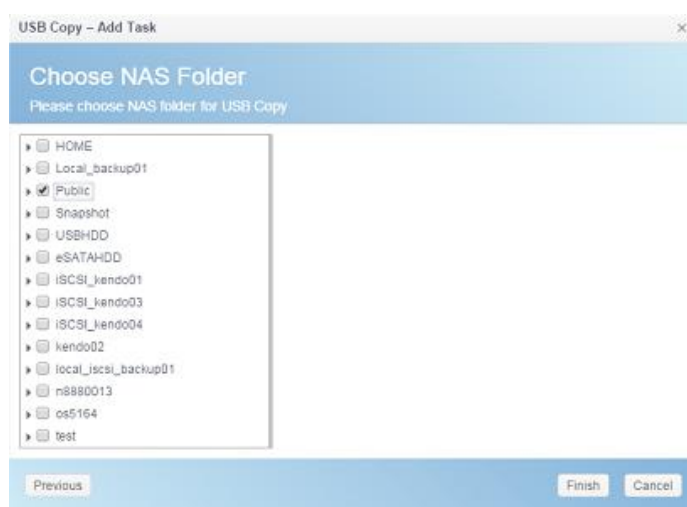 USB Copy – Add Task
Choose NAS Folder
Please choose NAS folder for USB Copy
HOME
Local_backup01
Public
Snapshot
USBHDD
eSATAHDD
iSCSI_kendo01
iSCSI_kendo03
iSCSI_kendo04
kendo02
local_iscsi_backup01
n8880013
os5164
test
Previous
Finish
Cancel